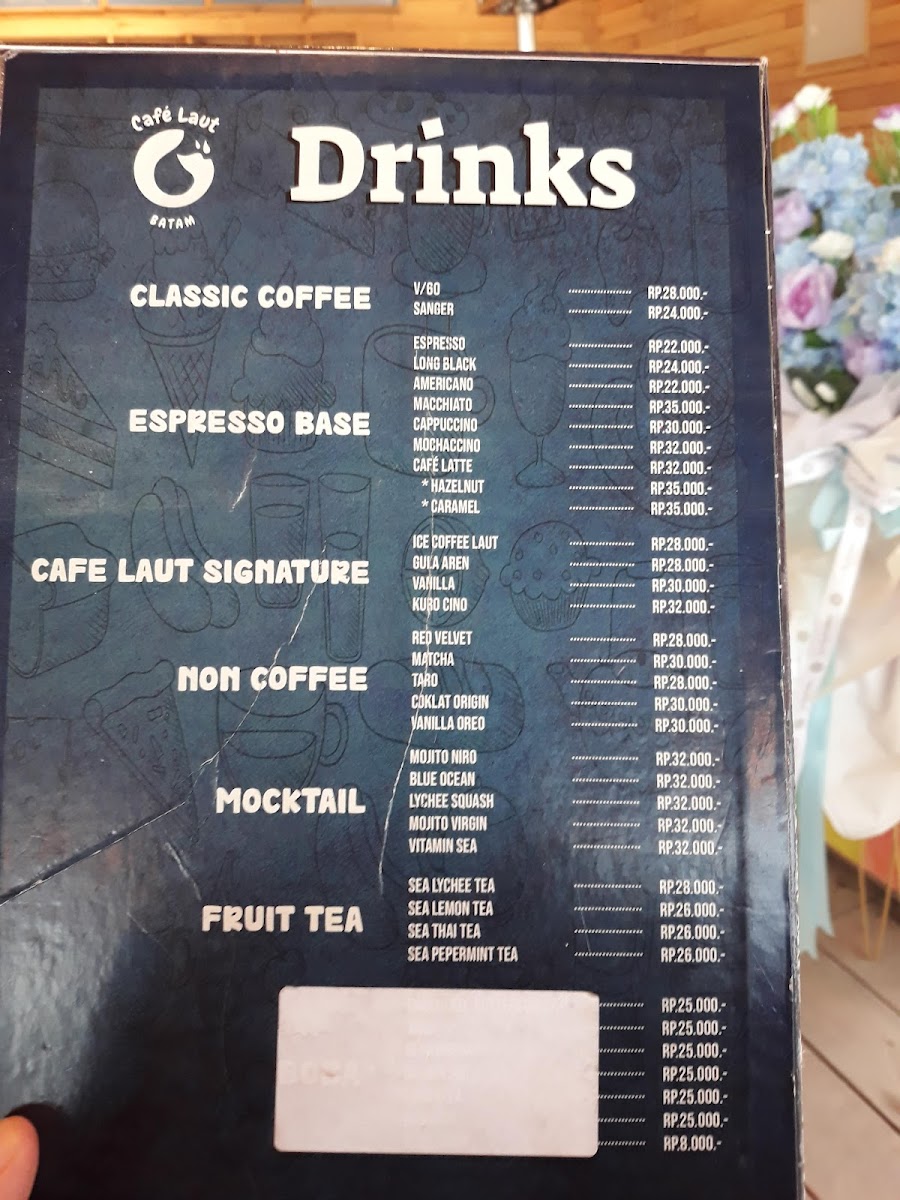 Café Laut
BATAM
Drinks
CLASSIC COFFEE
V/60 RP.28.000.-
SANGER RP.24.000.-
ESPRESSO BASE
ESPRESSO RP.22.000.-
LONG BLACK RP.24.000.-
AMERICANO RP.22.000.-
MACCHIATO RP.35.000.-
CAPPUCCINO RP.30.000.-
MOCHACCINO RP.32.000.-
CAFÉ LATTE RP.32.000.-
* HAZELNUT RP.35.000.-
* CARAMEL RP.35.000.-
CAFE LAUT SIGNATURE
ICE COFFEE LAUT RP.28.000.-
GULA AREN RP.28.000.-
VANILLA RP.30.000.-
KURO CINO RP.32.000.-
NON COFFEE
RED VELVET RP.28.000.-
MATCHA RP.30.000.-
TARO RP.28.000.-
COKLAT ORIGIN RP.30.000.-
VANILLA OREO RP.30.000.-
MOCKTAIL
MOJITO NIRO RP.32.000.-
BLUE OCEAN RP.32.000.-
LYCHEE SQUASH RP.32.000.-
MOJITO VIRGIN RP.32.000.-
VITAMIN SEA RP.32.000.-
FRUIT TEA
SEA LYCHEE TEA RP.28.000.-
SEA LEMON TEA RP.26.000.-
SEA THAI TEA RP.26.000.-
SEA PEPERMINT TEA RP.26.000.-
RP.25.000.-
RP.25.000.-
RP.25.000.-
RP.25.000.-
RP.25.000.-
RP.25.000.-
RP.8.000.-